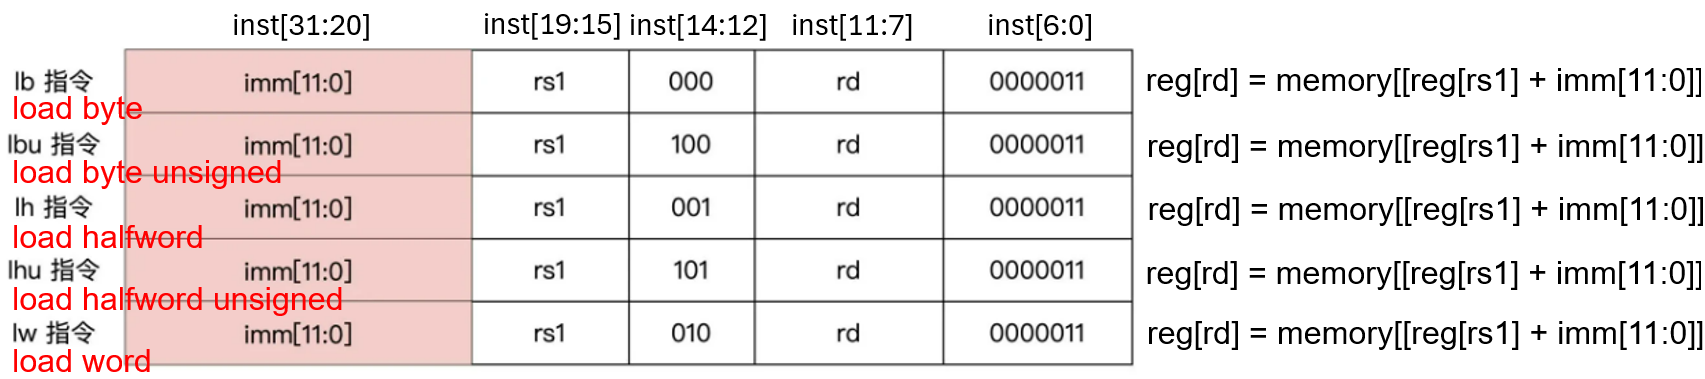 inst[31:20] inst[19:15] inst[14:12] inst[11:7] inst[6:0]
lb 指令 imm[11:0] rs1 000 rd 0000011 reg[rd] = memory[[reg[rs1] + imm[11:0]]
load byte
lbu 指令 imm[11:0] rs1 100 rd 0000011 reg[rd] = memory[[reg[rs1] + imm[11:0]]
load byte unsigned
lh 指令 imm[11:0] rs1 001 rd 0000011 reg[rd] = memory[[reg[rs1] + imm[11:0]]
load halfword
lhu 指令 imm[11:0] rs1 101 rd 0000011 reg[rd] = memory[[reg[rs1] + imm[11:0]]
load halfword unsigned
lw 指令 imm[11:0] rs1 010 rd 0000011 reg[rd] = memory[[reg[rs1] + imm[11:0]]
load word